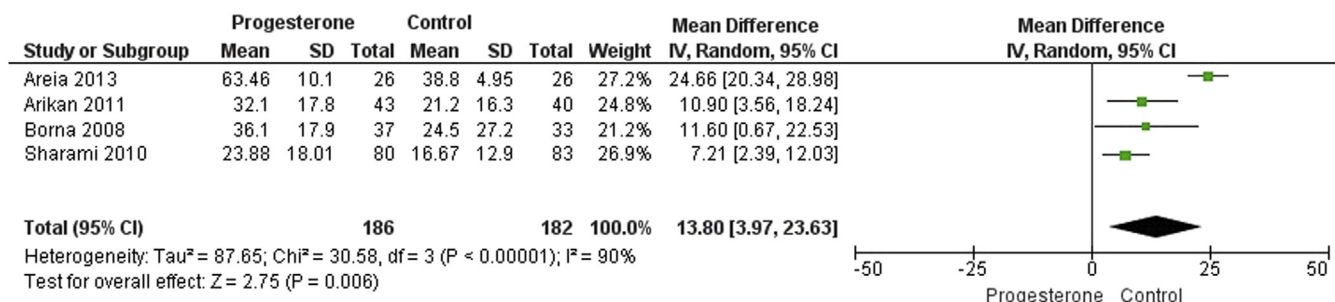 Progesterone Control Mean Difference Mean Difference
Study or Subgroup Mean SD Total Mean SD Total Weight IV, Random, 95% CI IV, Random, 95% CI
Areia 2013 63.46 10.1 26 38.8 4.95 26 27.2% 24.66 [20.34, 28.98]
Arikan 2011 32.1 17.8 43 21.2 16.3 40 24.8% 10.90 [3.56, 18.24]
Borna 2008 36.1 17.9 37 24.5 27.2 33 21.2% 11.60 [0.67, 22.53]
Sharami 2010 23.88 18.01 80 16.67 12.9 83 26.9% 7.21 [2.39, 12.03]
Total (95% CI) 186 182 100.0% 13.80 [3.97, 23.63]
Heterogeneity: Tau² = 87.65; Chi² = 30.58, df = 3 (P < 0.00001); I² = 90%
Test for overall effect: Z = 2.75 (P = 0.006)
-50 -25 0 25 50
Progesterone Control